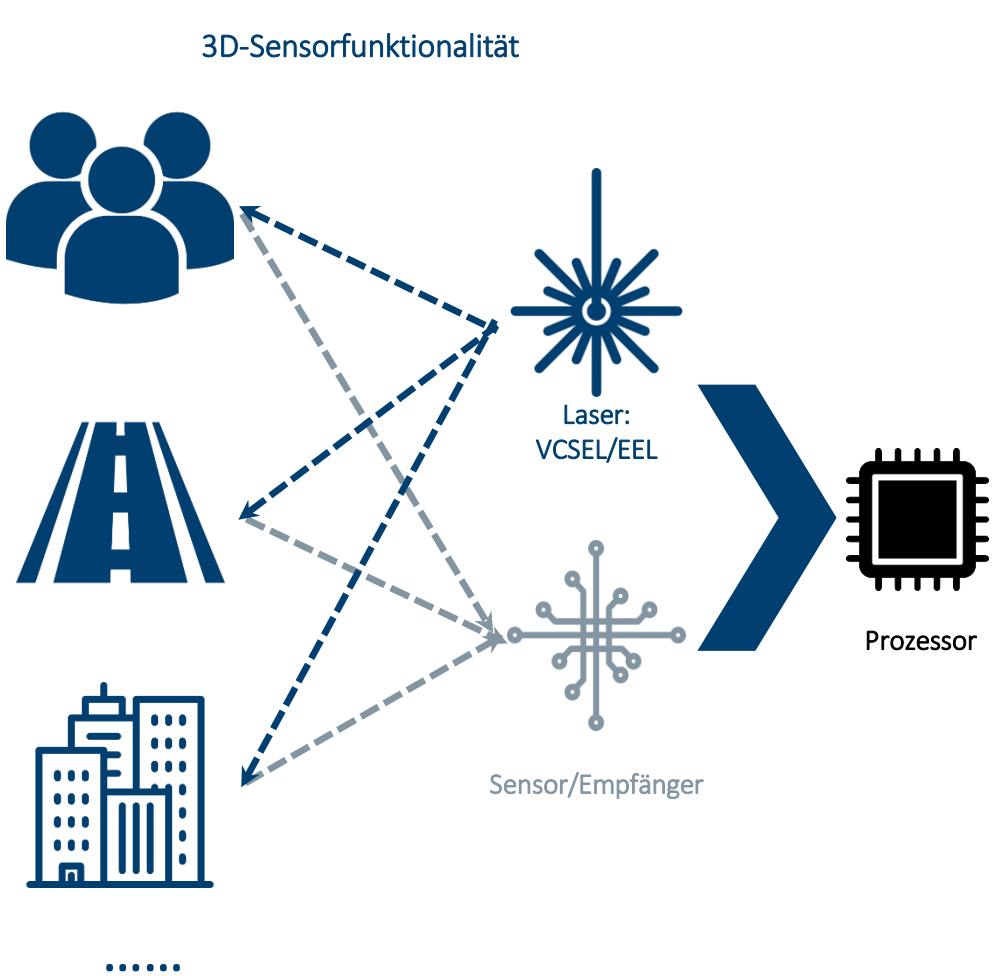 3D-Sensorfunktionalität
Laser:
VCSEL/EEL
Prozessor
Sensor/Empfänger
......